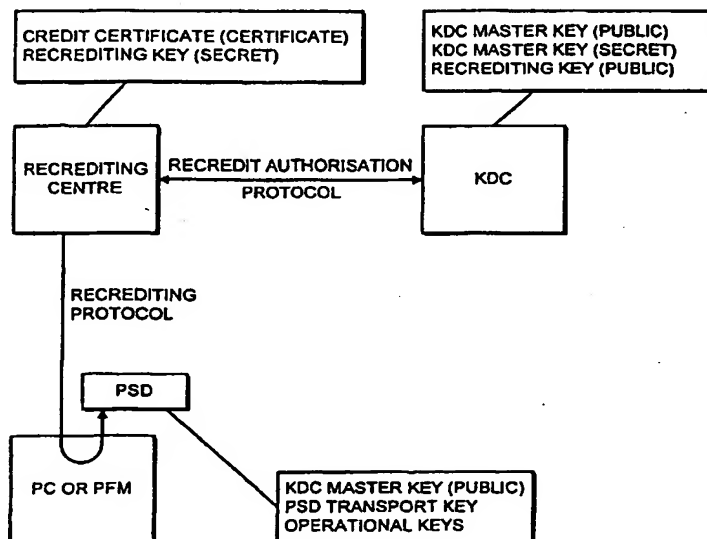 CREDIT CERTIFICATE (CERTIFICATE)
RECREDITING KEY (SECRET)
KDC MASTER KEY (PUBLIC)
KDC MASTER KEY (SECRET)
RECREDITING KEY (PUBLIC)
RECREDITING
CENTRE
RECREDIT AUTHORISATION
PROTOCOL
KDC
RECREDITING
PROTOCOL
PSD
PC OR PFM
KDC MASTER KEY (PUBLIC)
PSD TRANSPORT KEY
OPERATIONAL KEYS